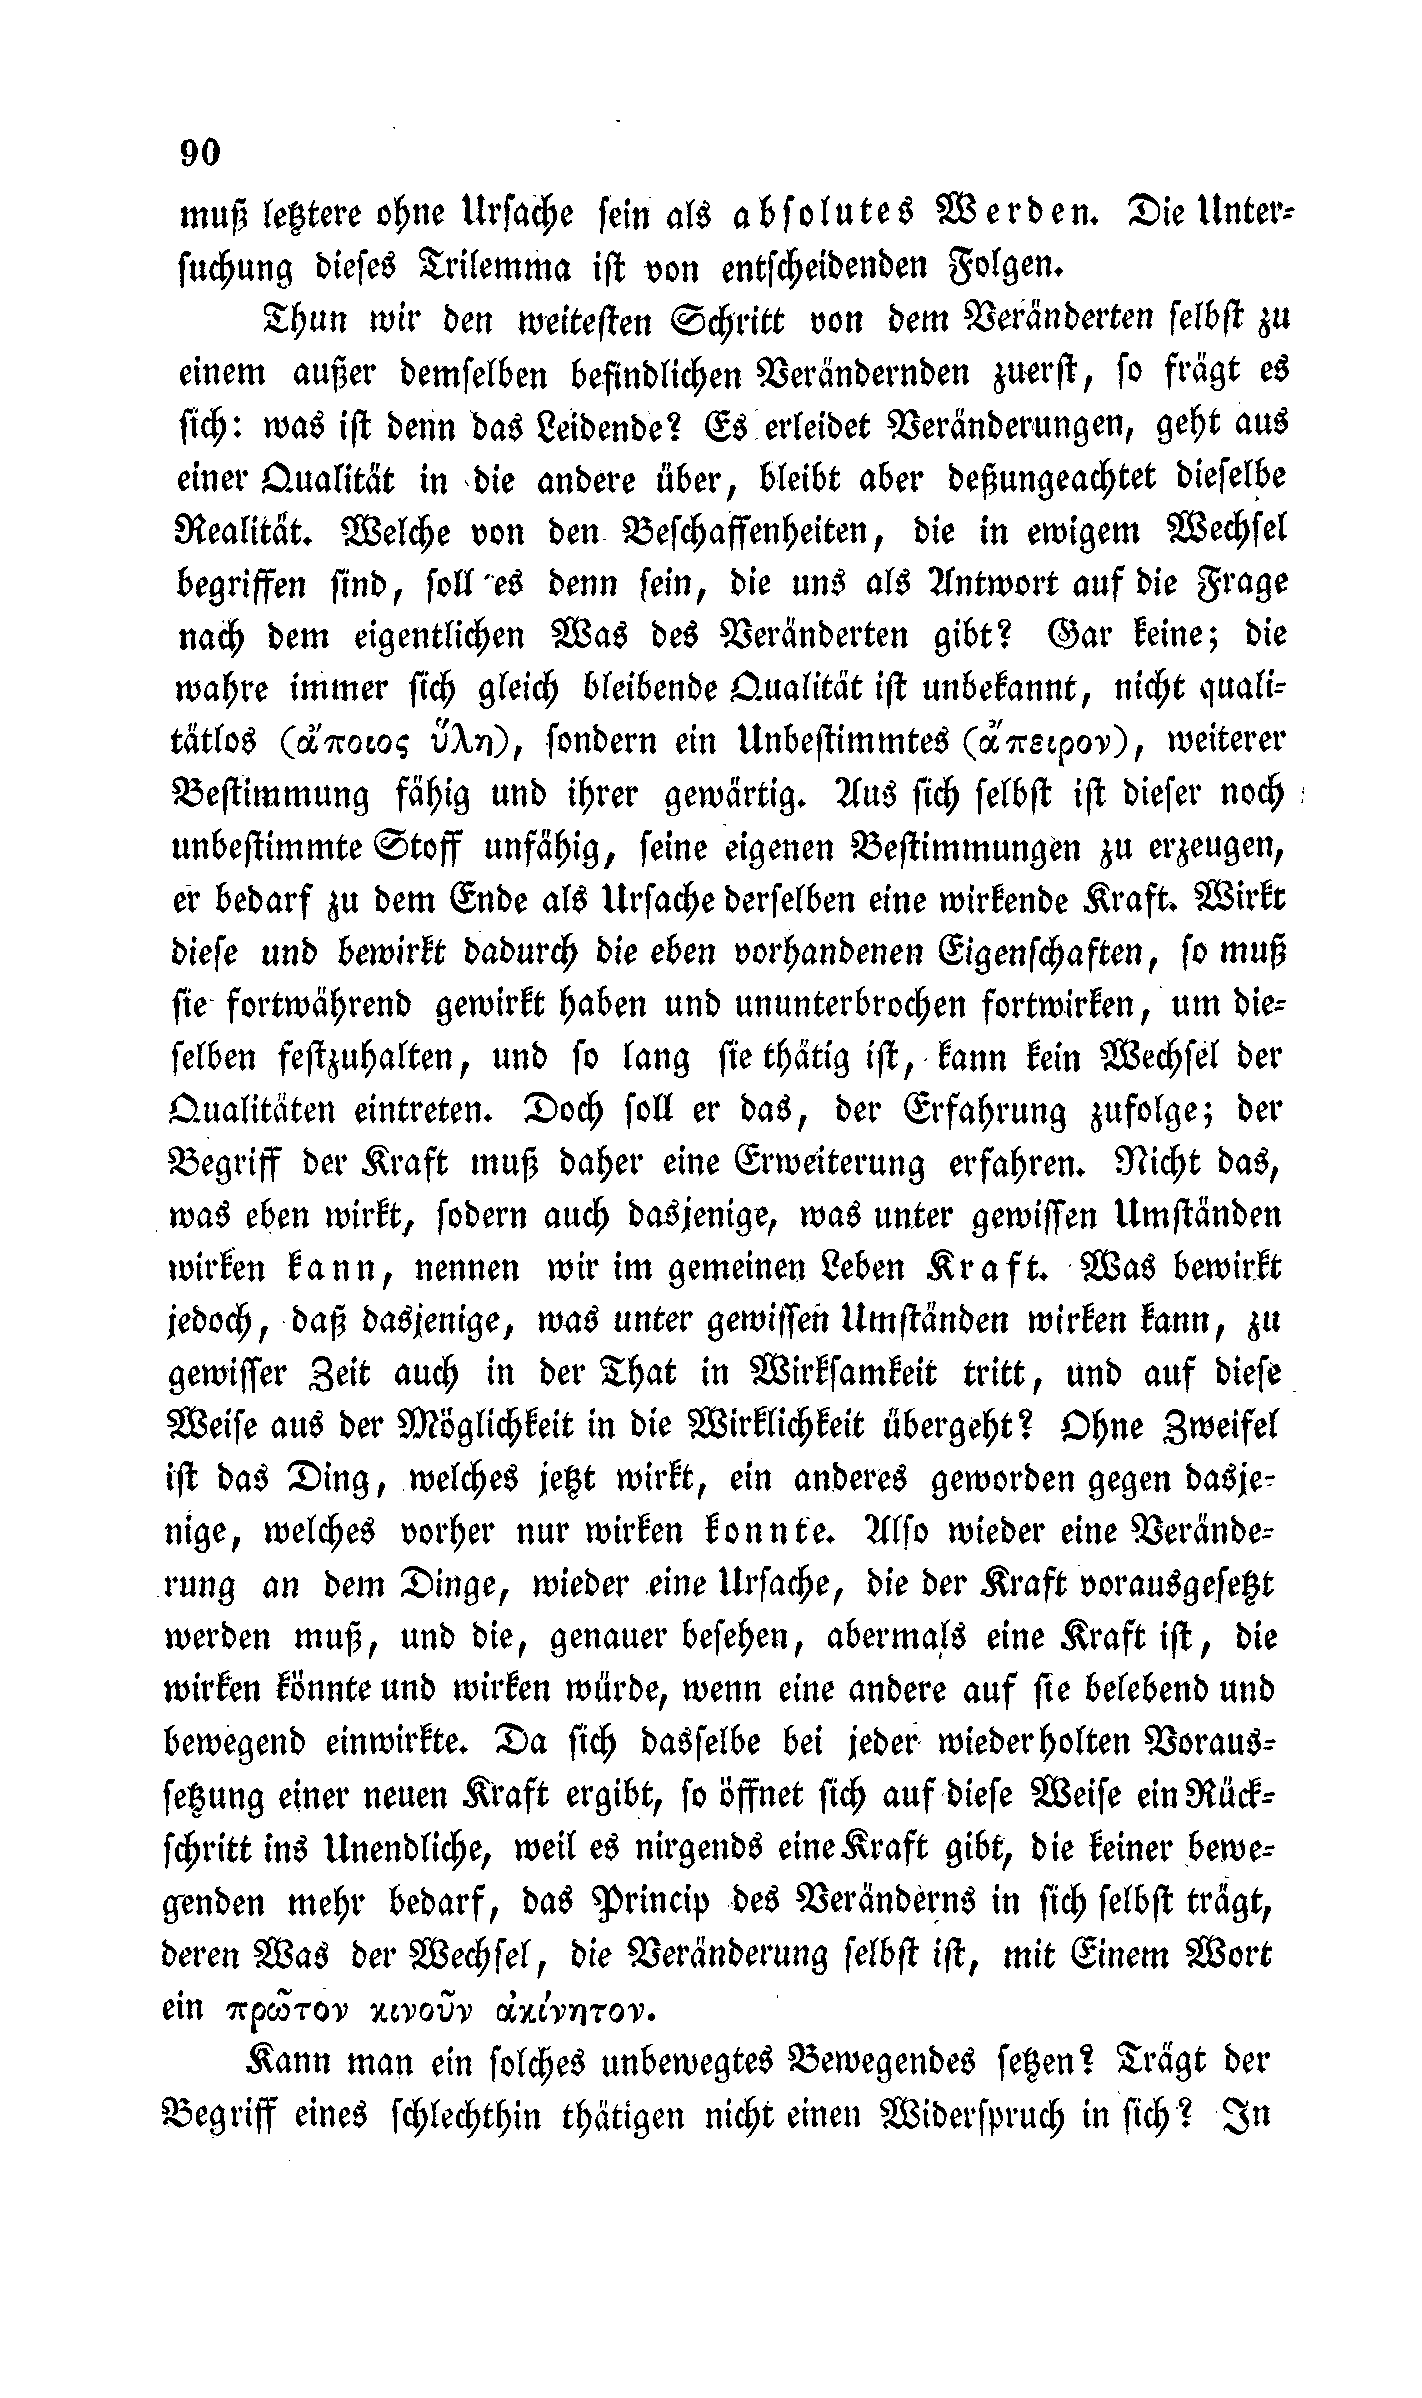 90
muß letztere ohne Ursache sein als absolutes Werden. Die Unter-
suchung dieses Trilemma ist von entscheidenden Folgen.
Thun wir den weitesten Schritt von dem Veränderten selbst zu
einem außer demselben befindlichen Verändernden zuerst, so frägt es
sich: was ist denn das Leidende? Es erleidet Veränderungen, geht aus
einer Qualität in die andere über, bleibt aber deßungeachtet dieselbe
Realität. Welche von den Beschaffenheiten, die in ewigem Wechsel
begriffen sind, soll es denn sein, die uns als Antwort auf die Frage
nach dem eigentlichen Was des Veränderten gibt? Gar keine; die
wahre immer sich gleich bleibende Qualität ist unbekannt, nicht quali-
tätlos (ἄποιος ὕλη), sondern ein Unbestimmtes (ἄπειρον), weiterer
Bestimmung fähig und ihrer gewärtig. Aus sich selbst ist dieser noch
unbestimmte Stoff unfähig, seine eigenen Bestimmungen zu erzeugen,
er bedarf zu dem Ende als Ursache derselben eine wirkende Kraft. Wirkt
diese und bewirkt dadurch die eben vorhandenen Eigenschaften, so muß
sie fortwährend gewirkt haben und ununterbrochen fortwirken, um die-
selben festzuhalten, und so lang sie thätig ist, kann kein Wechsel der
Qualitäten eintreten. Doch soll er das, der Erfahrung zufolge; der
Begriff der Kraft muß daher eine Erweiterung erfahren. Nicht das,
was eben wirkt, sodern auch dasjenige, was unter gewissen Umständen
wirken kann, nennen wir im gemeinen Leben Kraft. Was bewirkt
jedoch, daß dasjenige, was unter gewissen Umständen wirken kann, zu
gewisser Zeit auch in der That in Wirksamkeit tritt, und auf diese
Weise aus der Möglichkeit in die Wirklichkeit übergeht? Ohne Zweifel
ist das Ding, welches jetzt wirkt, ein anderes geworden gegen dasje-
nige, welches vorher nur wirken konnte. Also wieder eine Verände-
rung an dem Dinge, wieder eine Ursache, die der Kraft vorausgesetzt
werden muß, und die, genauer besehen, abermals eine Kraft ist, die
wirken könnte und wirken würde, wenn eine andere auf sie belebend und
bewegend einwirkte. Da sich dasselbe bei jeder wiederholten Voraus-
setzung einer neuen Kraft ergibt, so öffnet sich auf diese Weise ein Rück-
schritt ins Unendliche, weil es nirgends eine Kraft gibt, die keiner bewe-
genden mehr bedarf, das Princip des Veränderns in sich selbst trägt,
deren Was der Wechsel, die Veränderung selbst ist, mit Einem Wort
ein πρῶτον κινοῦν ἀκίνητον.
Kann man ein solches unbewegtes Bewegendes setzen? Trägt der
Begriff eines schlechthin thätigen nicht einen Widerspruch in sich? In